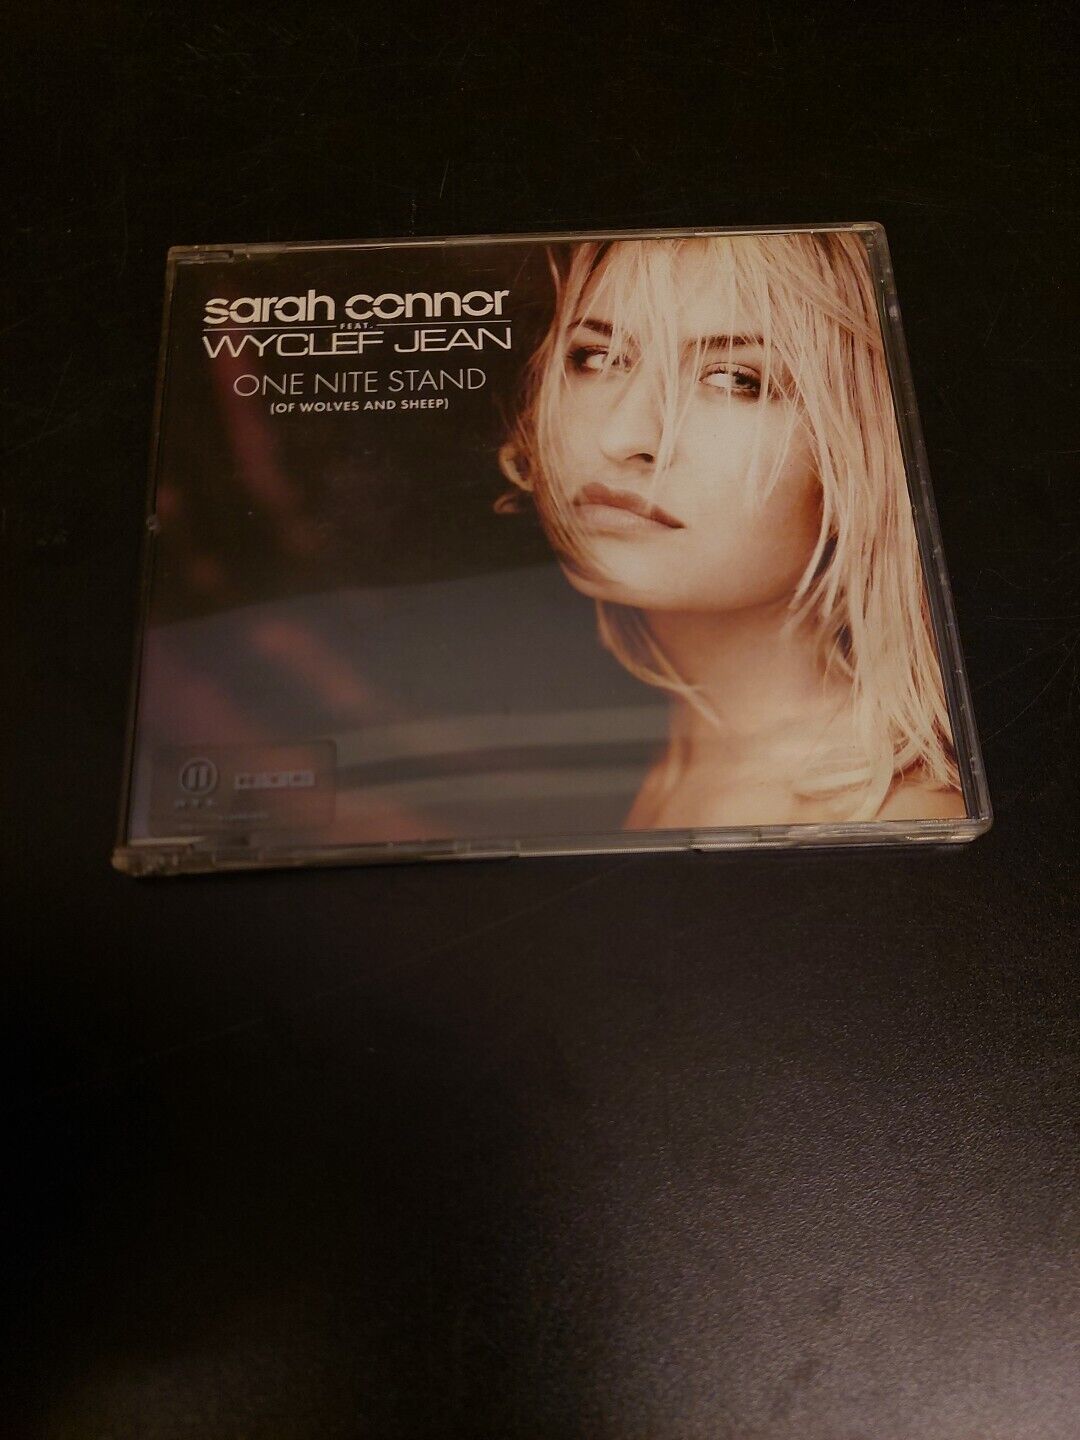 sarah connor
FEAT.
WYCLEF JEAN
ONE NITE STAND
(OF WOLVES AND SHEEP)